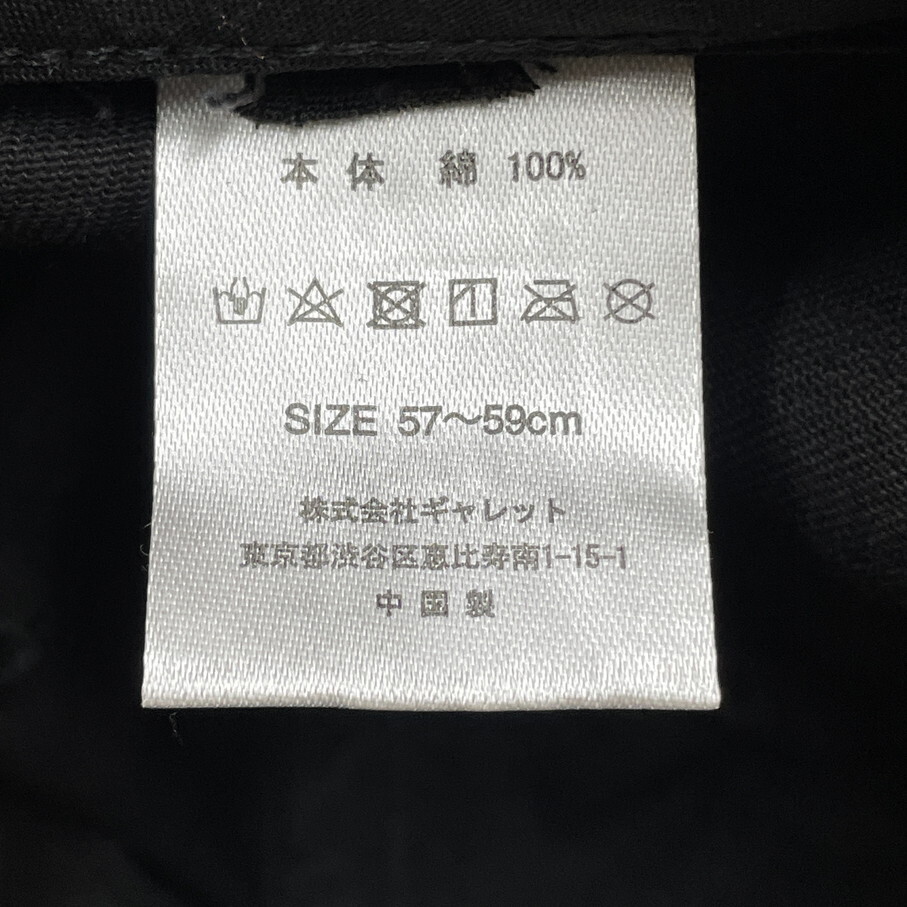 本体 綿 100%
SIZE 57～59cm
株式会社ギャレット
東京都渋谷区恵比寿南1-15-1
中国製